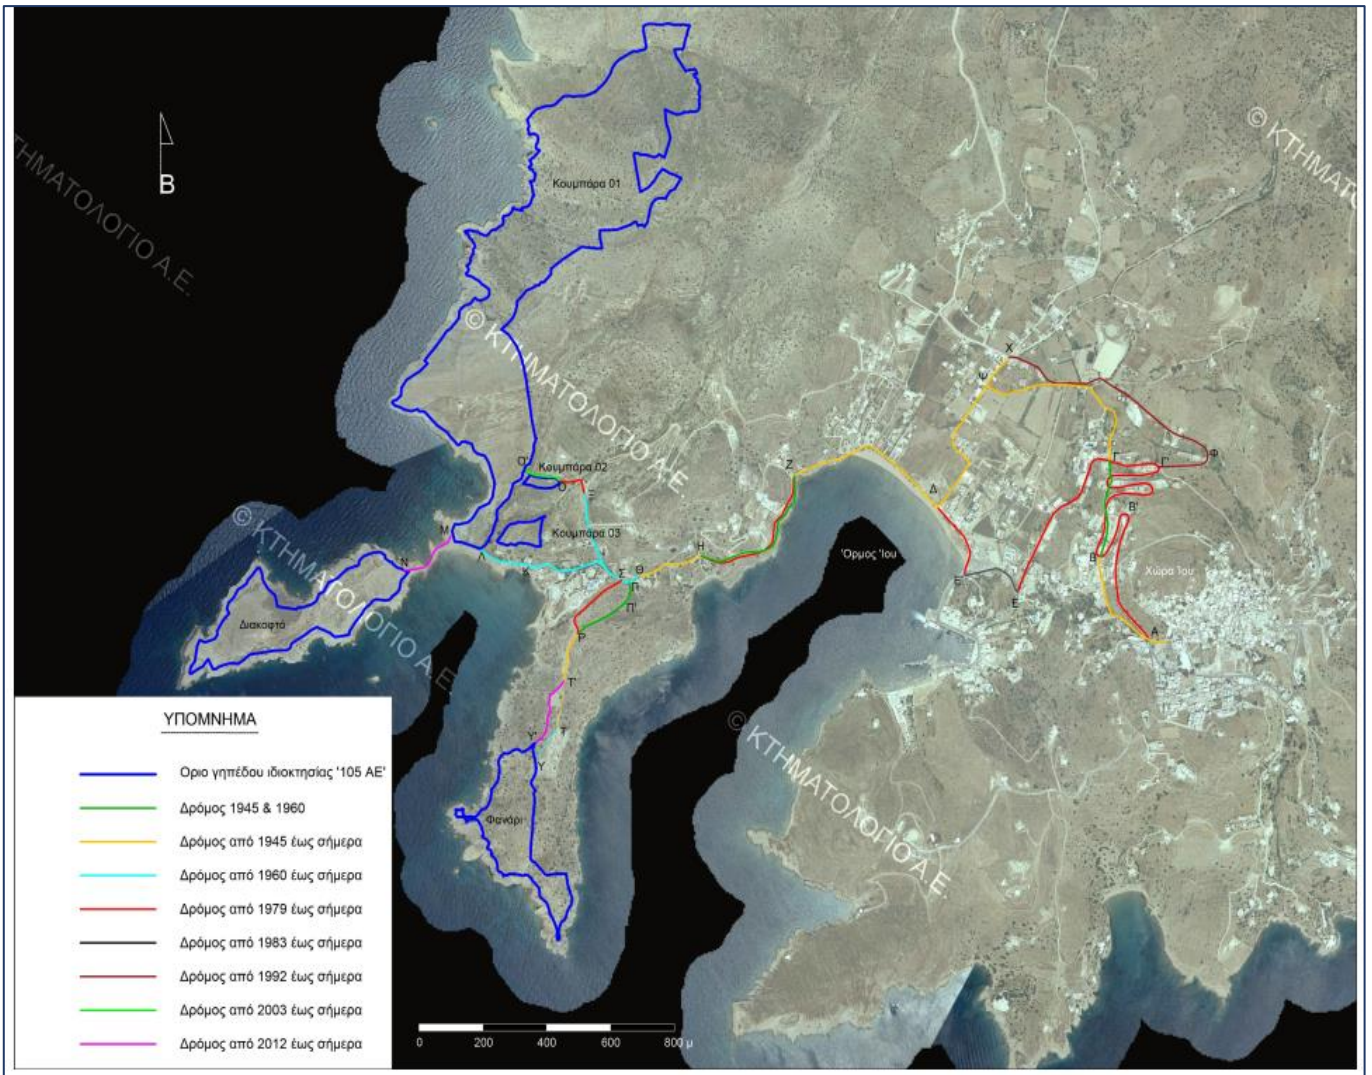 © ΚΤΗΜΑΤΟΛΟΓΙΟ Α.Ε.
ΚΤΗΜΑΤΟΛΟΓΙΟ Α.Ε.
Β
Κουμπάρα 01
© ΚΤΗΜΑΤΟΛΟΓΙΟ Α.Ε.
Χ
Ψ
Ο'
Κουμπάρα 02
Ο
Ξ
Ζ
Γ
Γ'
Φ
Δ
Β'
© ΚΤΗΜΑΤΟΛΟΓΙΟ Α.Ε.
Μ
Κουμπάρα 03
Λ
Κ
Ι
Η
Θ
Σ
Π
Π'
Ρ
Ν
'Όρμος Ίου
Β
Χώρα Ίου
Ε'
Ε
Α
Διακοφτό
Τ'
Τ
Υ'
Υ
Φανάρι
© ΚΤΗΜΑΤΟΛΟΓΙΟ Α.Ε.
ΥΠΟΜΝΗΜΑ
Οριο γηπέδου ιδιοκτησίας '105 ΑΕ'
Δρόμος 1945 & 1960
Δρόμος από 1945 έως σήμερα
Δρόμος από 1960 έως σήμερα
Δρόμος από 1979 έως σήμερα
Δρόμος από 1983 έως σήμερα
Δρόμος από 1992 έως σήμερα
Δρόμος από 2003 έως σήμερα
Δρόμος από 2012 έως σήμερα
0 200 400 600 800 μ